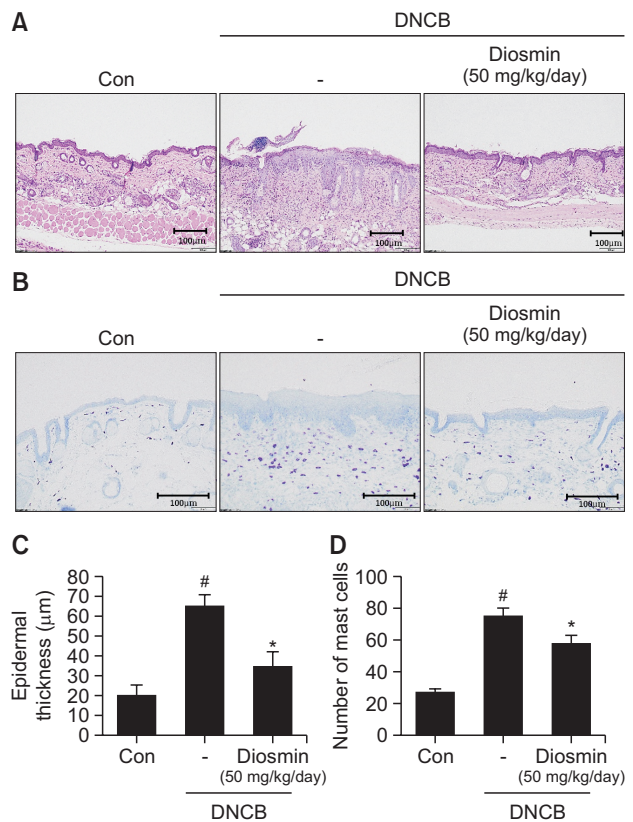 A
DNCB
Con
-
Diosmin
(50 mg/kg/day)
100μm
100μm
100μm
B
DNCB
Con
-
Diosmin
(50 mg/kg/day)
100μm
100μm
100μm
C
Epidermal
thickness (μm)
80
70
60
50
40
30
20
10
0
#
*
Con
-
Diosmin
(50 mg/kg/day)
DNCB
D
Number of mast cells
100
80
60
40
20
0
#
*
Con
-
Diosmin
(50 mg/kg/day)
DNCB